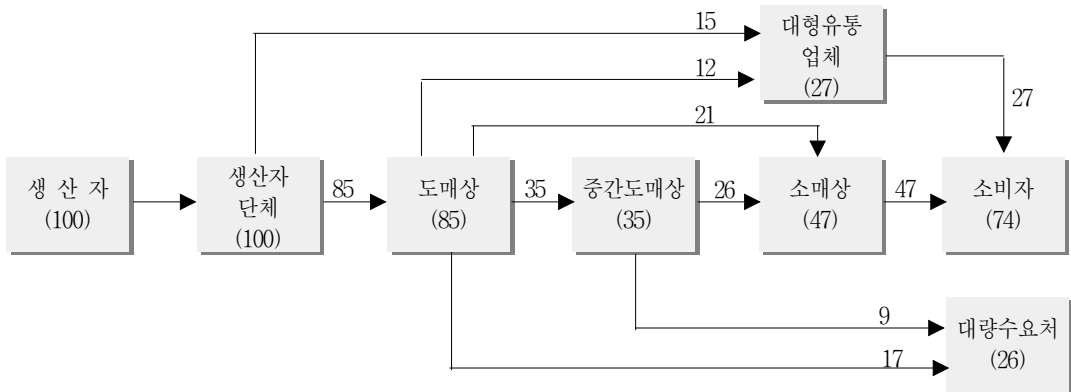 15
대형유통
업체
(27)
12
27
21
생 산 자
(100)
생산자
단체
(100)
85
도매상
(85)
35
중간도매상
(35)
26
소매상
(47)
47
소비자
(74)
9
대량수요처
(26)
17